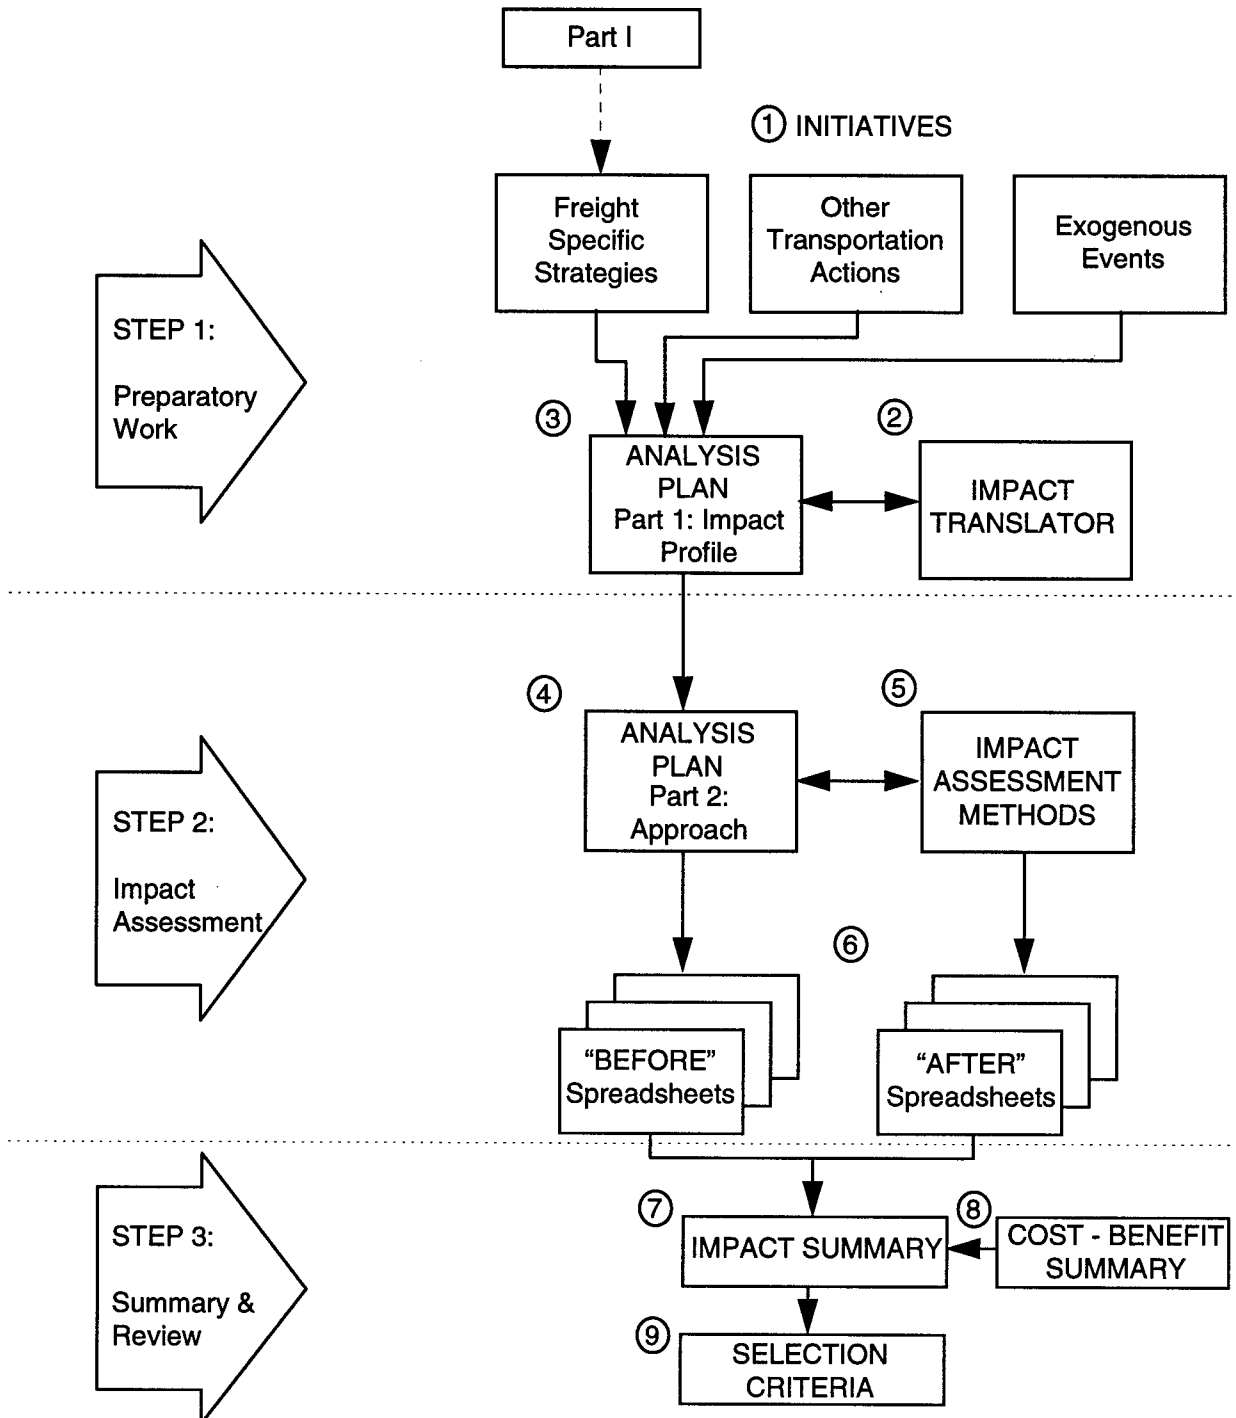 Part I
① INITIATIVES
Freight
Specific
Strategies
Other
Transportation
Actions
Exogenous
Events
STEP 1:
Preparatory
Work
③
ANALYSIS
PLAN
Part 1: Impact
Profile
②
IMPACT
TRANSLATOR
STEP 2:
Impact
Assessment
④
ANALYSIS
PLAN
Part 2:
Approach
⑤
IMPACT
ASSESSMENT
METHODS
⑥
“BEFORE”
Spreadsheets
“AFTER”
Spreadsheets
STEP 3:
Summary &
Review
⑦
IMPACT SUMMARY
⑧
COST - BENEFIT
SUMMARY
⑨
SELECTION
CRITERIA